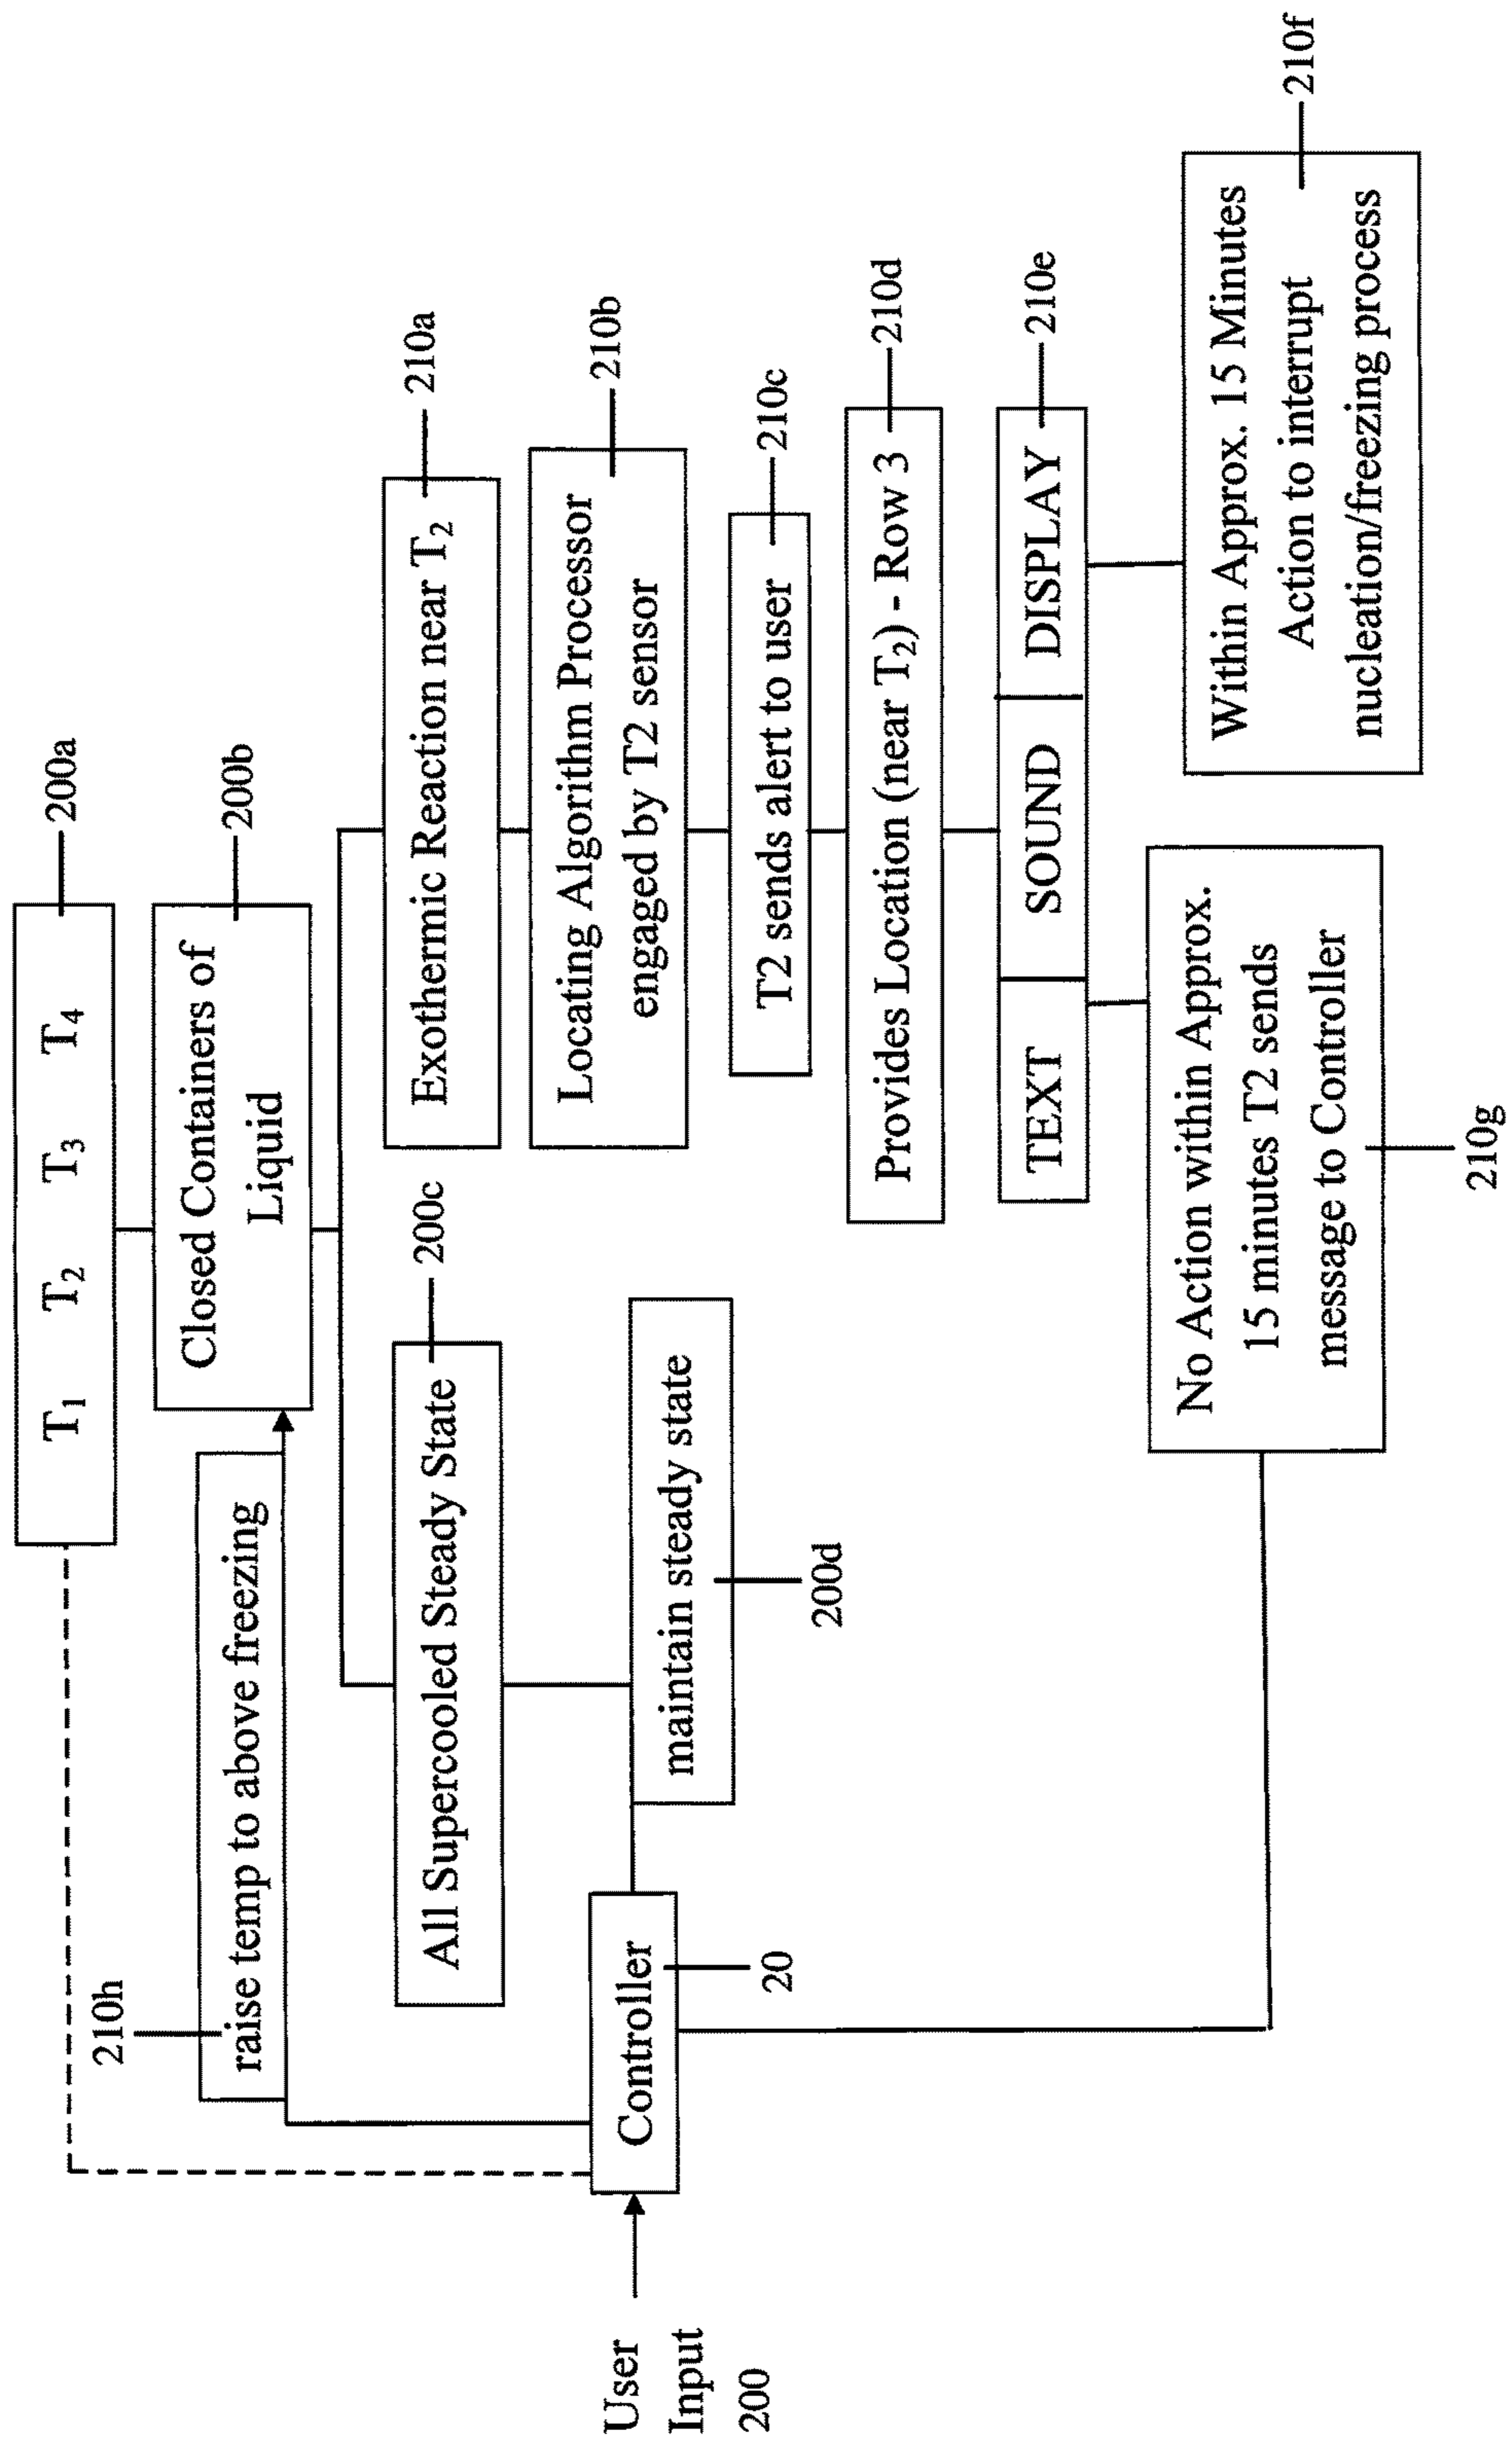 T1 T2 T3 T4
200a
Closed Containers of
Liquid
200b
210h
raise temp to above freezing
All Supercooled Steady State
200c
Exothermic Reaction near T2
210a
Locating Algorithm Processor
engaged by T2 sensor
210b
User
Input
200
Controller
20
maintain steady state
200d
T2 sends alert to user
210c
Provides Location (near T2) - Row 3
210d
TEXT SOUND DISPLAY
210e
No Action within Approx.
15 minutes T2 sends
message to Controller
210g
Within Approx. 15 Minutes
Action to interrupt
nucleation/freezing process
210f